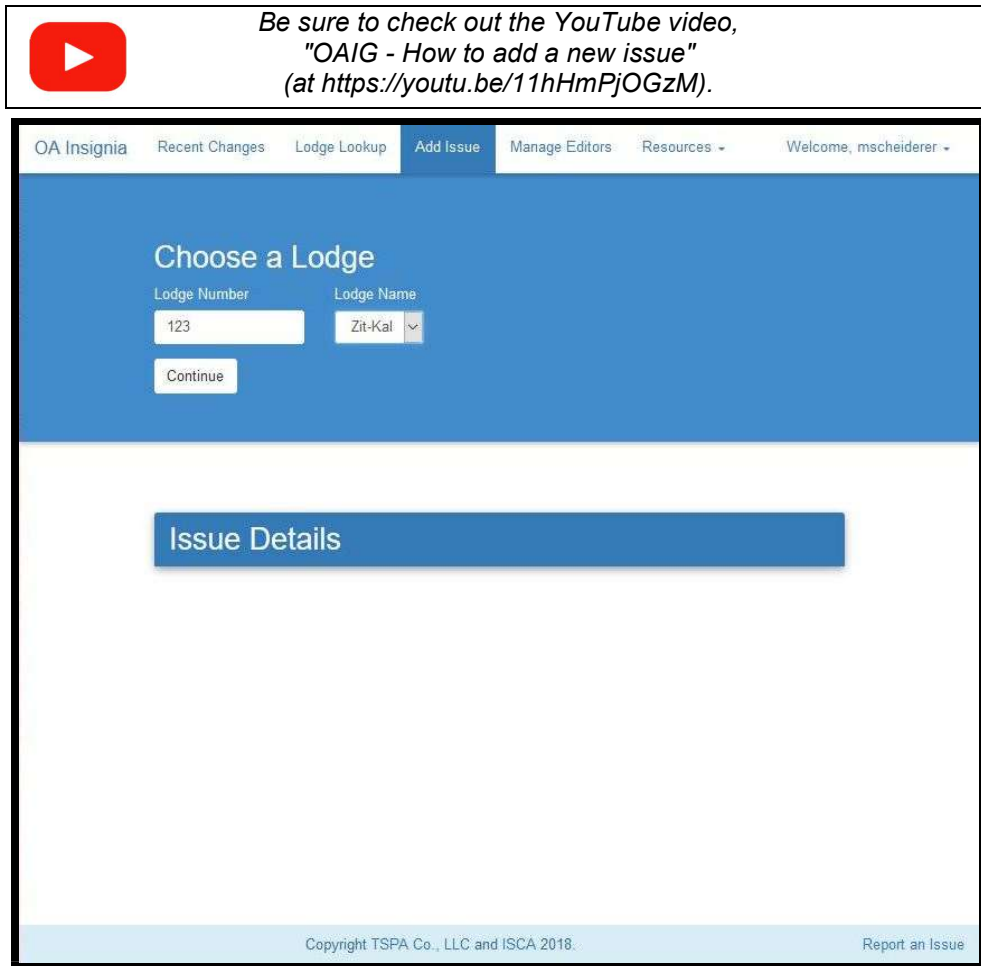 Be sure to check out the YouTube video,
"OAIG - How to add a new issue"
(at https://youtu.be/11hHmPjOGzM).
OA Insignia Recent Changes Lodge Lookup Add Issue Manage Editors Resources Welcome, mscheiderer
Choose a Lodge
Lodge Number Lodge Name
123 Zit-Kal
Continue
Issue Details
Copyright TSPA Co., LLC and ISCA 2018. Report an Issue